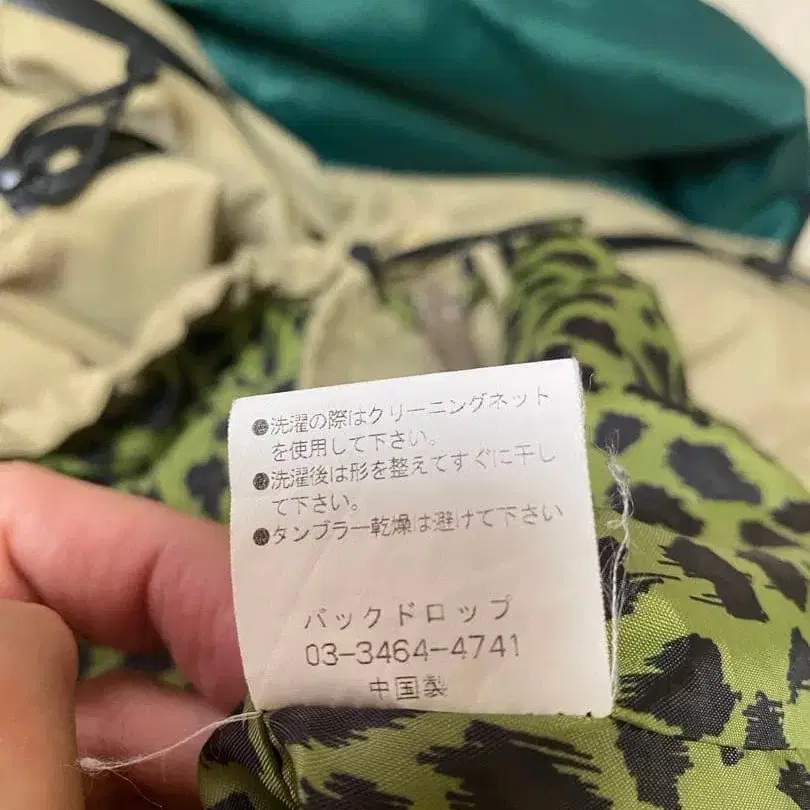 ●洗濯の際はクリーニングネット
を使用して下さい。
●洗濯後は形を整えてすぐに干し
て下さい。
●タンブラー乾燥は避けて下さい
バックドロップ
03-3464-4741
中国製